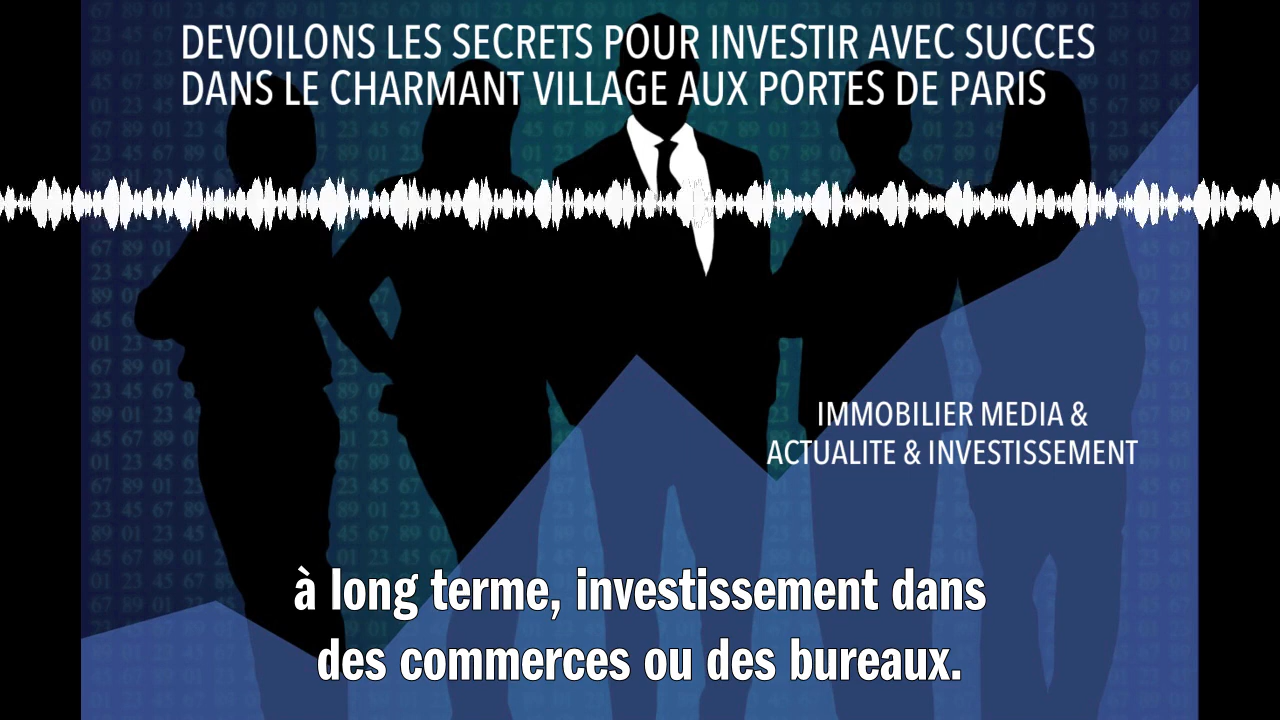 DEVOILONS LES SECRETS POUR INVESTIR AVEC SUCCES
DANS LE CHARMANT VILLAGE AUX PORTES DE PARIS
IMMOBILIER MEDIA &
ACTUALITE & INVESTISSEMENT
à long terme, investissement dans
des commerces ou des bureaux.